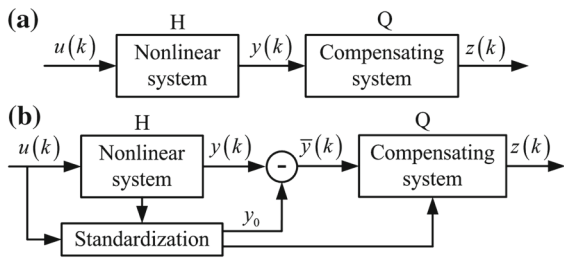 (a)
H
Q
u(k)
Nonlinear
system
y(k)
Compensating
system
z(k)
(b)
H
Q
u(k)
Nonlinear
system
y(k)
-
y̅(k)
Compensating
system
z(k)
y₀
Standardization